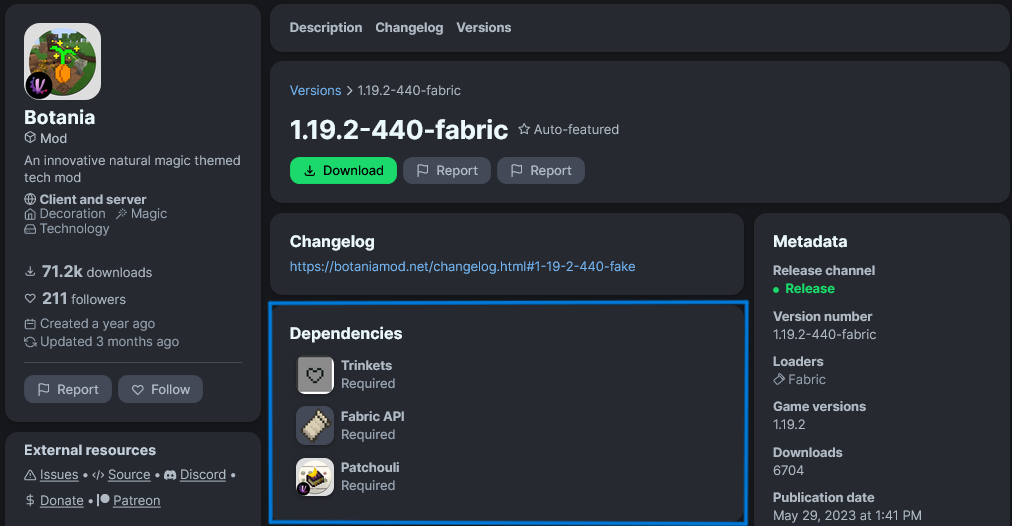 Botania
Mod
An innovative natural magic themed
tech mod
Client and server
Decoration Magic
Technology
71.2k downloads
211 followers
Created a year ago
Updated 3 months ago
Report Follow
External resources
Issues • Source • Discord •
Donate • Patreon
Description Changelog Versions
Versions > 1.19.2-440-fabric
1.19.2-440-fabric Auto-featured
Download Report Report
Changelog
https://botaniamod.net/changelog.html#1-19-2-440-fake
Dependencies
Trinkets
Required
Fabric API
Required
Patchouli
Required
Metadata
Release channel
• Release
Version number
1.19.2-440-fabric
Loaders
Fabric
Game versions
1.19.2
Downloads
6704
Publication date
May 29, 2023 at 1:41 PM